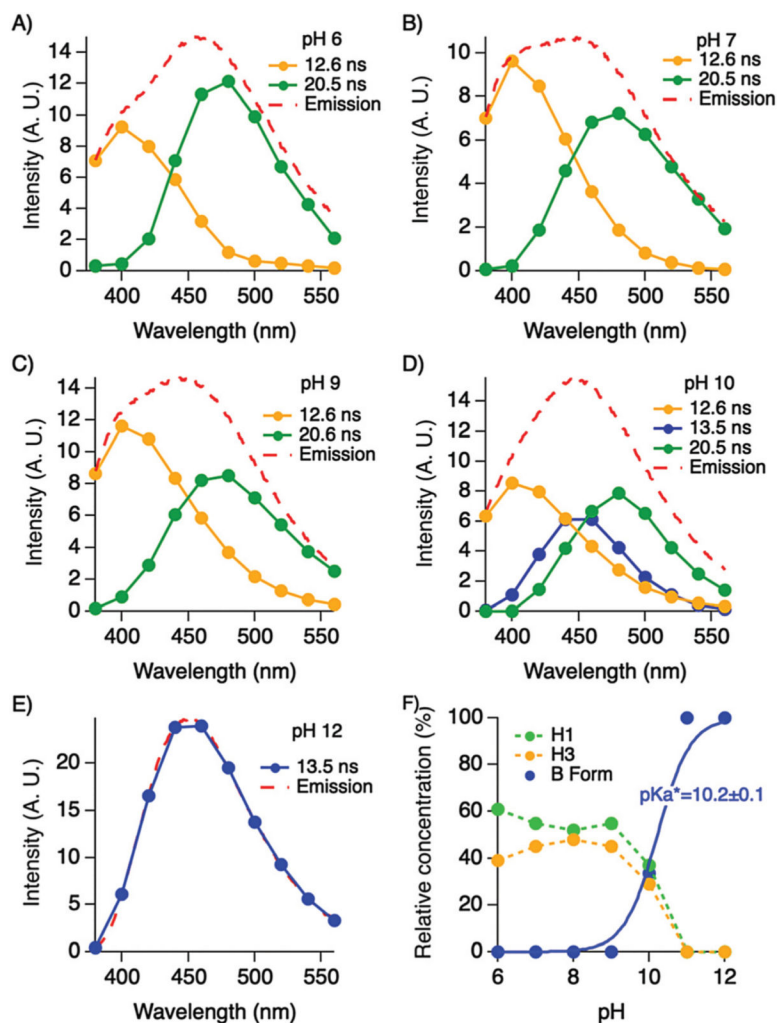 A)
pH 6
12.6 ns
20.5 ns
Emission
14
12
10
8
6
4
2
0
Intensity (A. U.)
400 450 500 550
Wavelength (nm)
B)
pH 7
12.6 ns
20.5 ns
Emission
10
8
6
4
2
0
Intensity (A. U.)
400 450 500 550
Wavelength (nm)
C)
pH 9
12.6 ns
20.6 ns
Emission
14
12
10
8
6
4
2
0
Intensity (A. U.)
400 450 500 550
Wavelength (nm)
D)
pH 10
12.6 ns
13.5 ns
20.5 ns
Emission
14
12
10
8
6
4
2
0
Intensity (A. U.)
400 450 500 550
Wavelength (nm)
E)
pH 12
13.5 ns
Emission
20
15
10
5
0
Intensity (A. U.)
400 450 500 550
Wavelength (nm)
F)
H1
H3
B Form
pKa*=10.2±0.1
100
80
60
40
20
0
Relative concentration (%)
6 8 10 12
pH